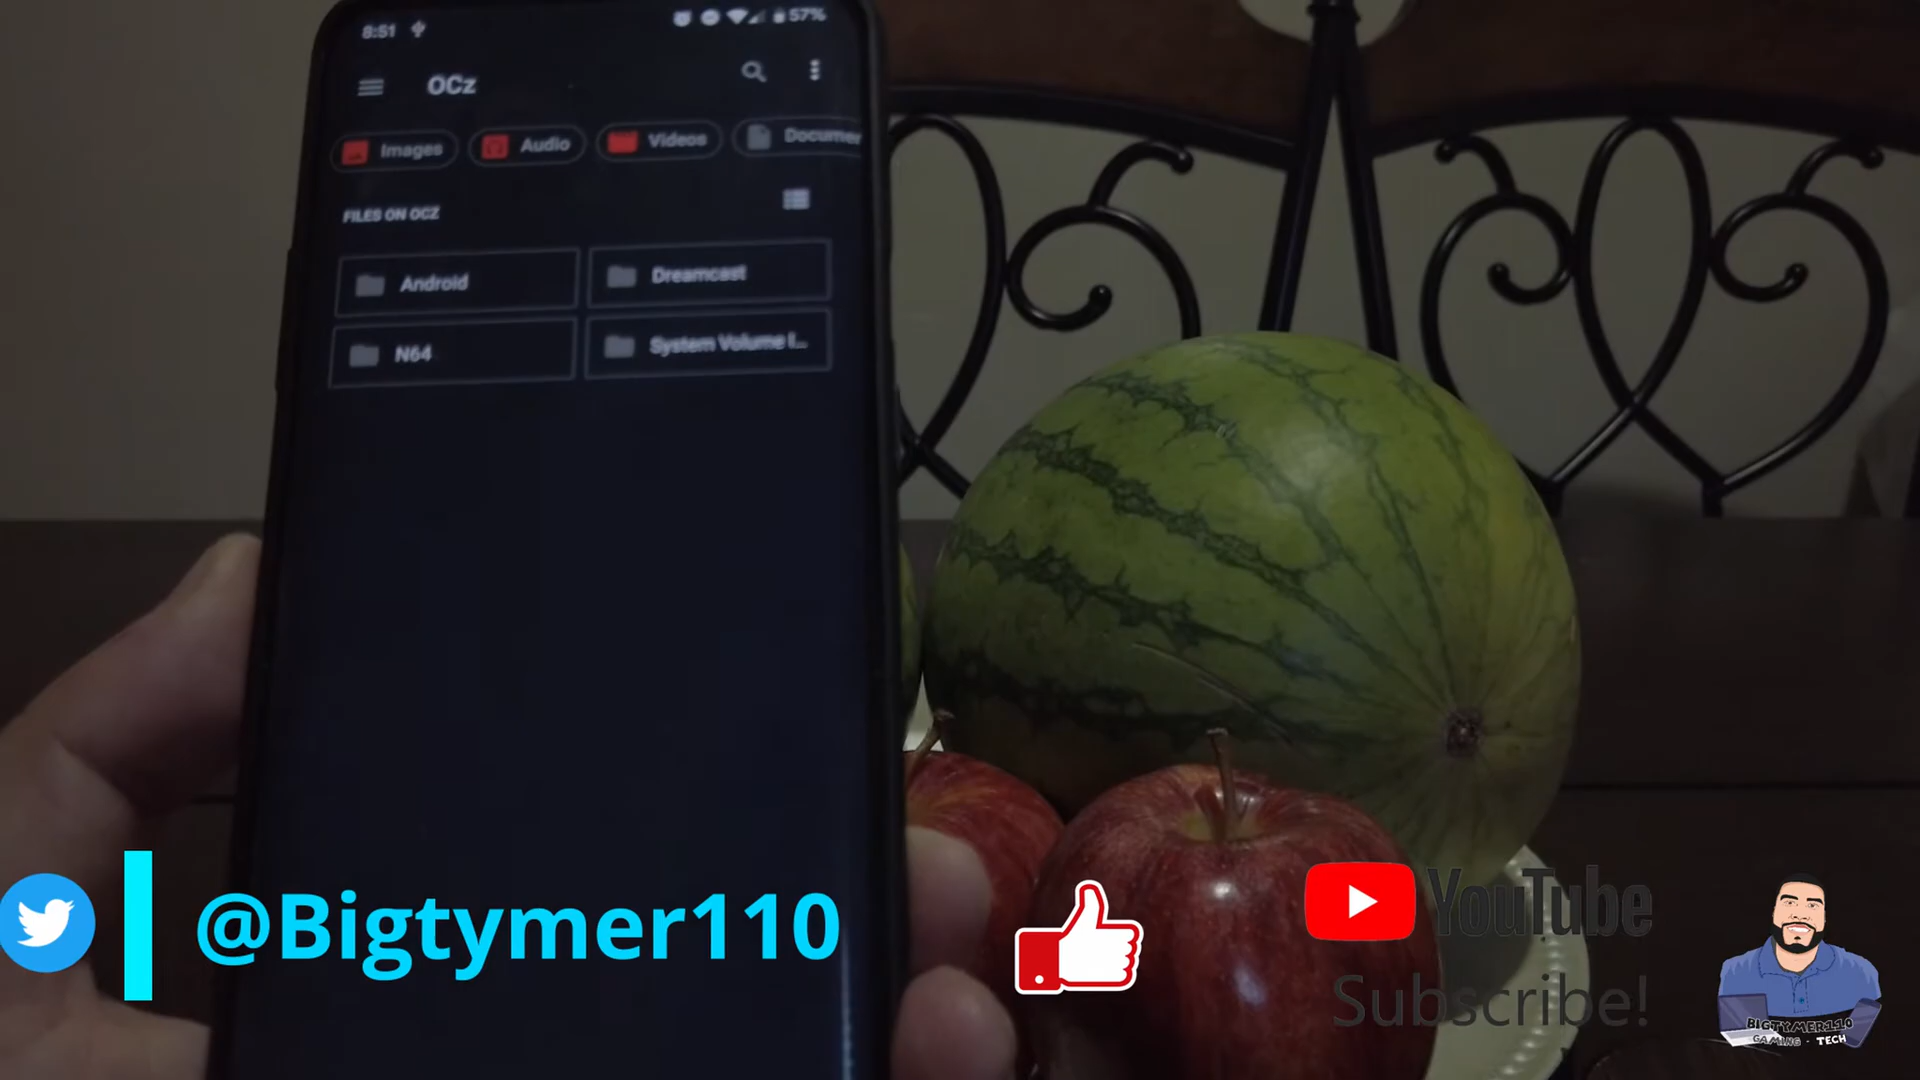 8:51 57%
OCz
Images Audio Videos Documen
FILES ON OCZ
Android Dreamcast
N64 System Volume I...
@Bigtymer110
YouTube
Subscribe!
BIGTYMER110
GAMING - TECH